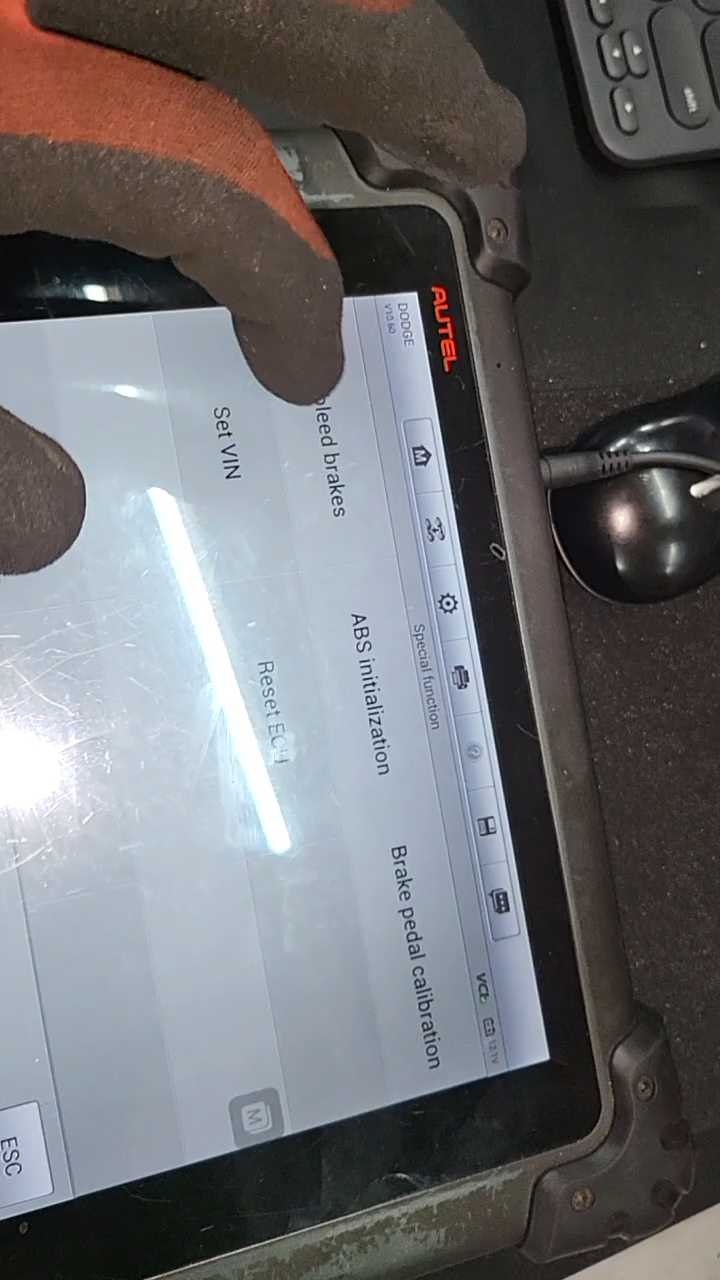 shift
AUTEL
DODGE
V10.60
M
VCI
12.1V
Special function
bleed brakes
ABS initialization
Brake pedal calibration
Set VIN
Reset ECU
M
ESC